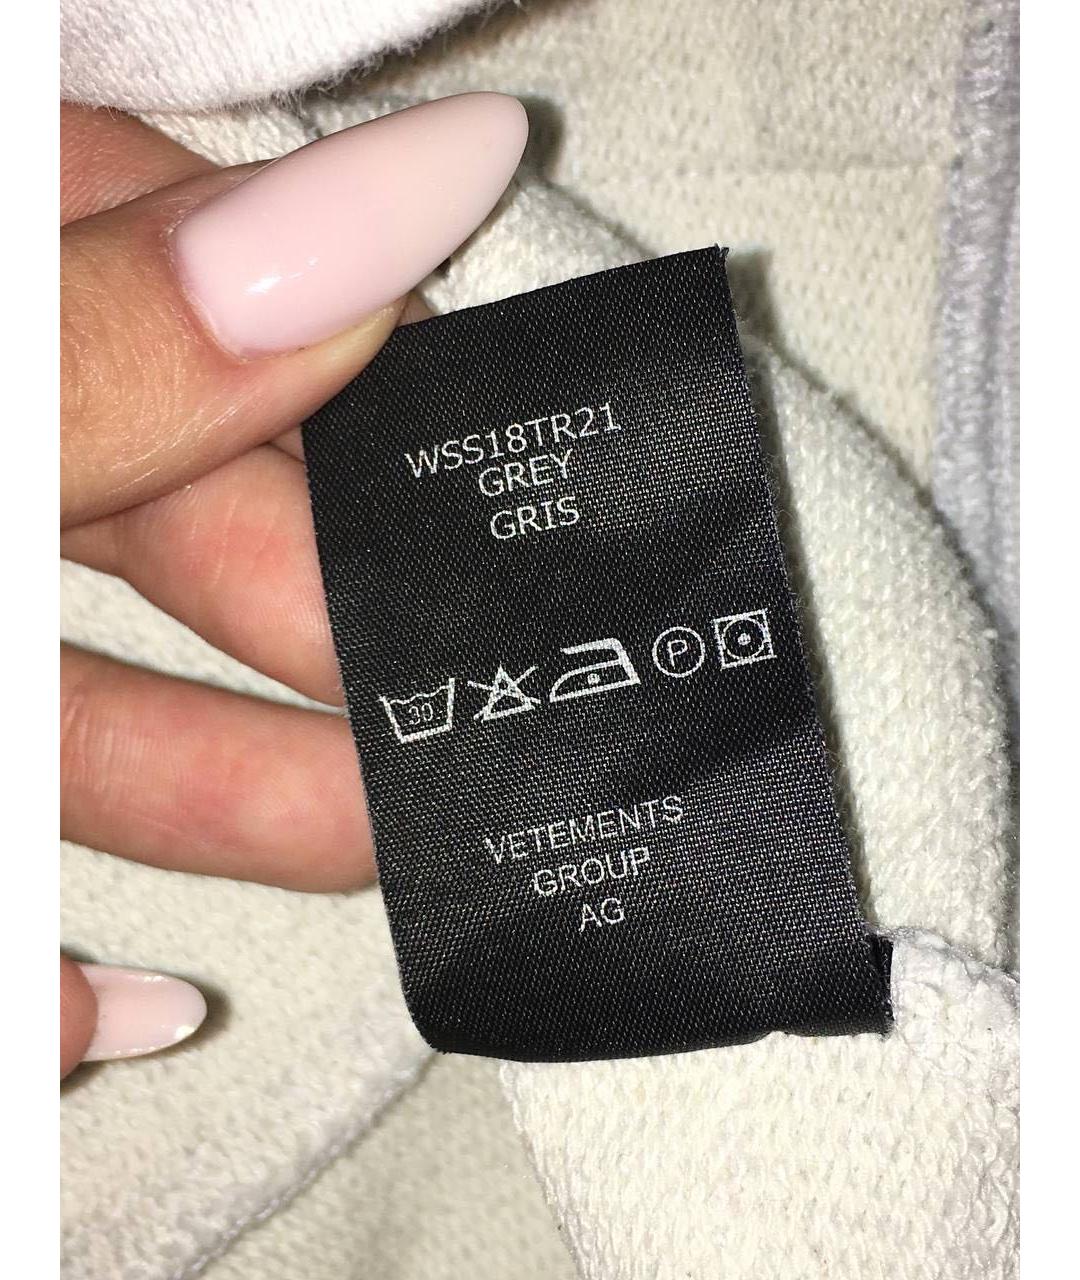 WSS18TR21
GREY
GRIS
30 P
VETEMENTS
GROUP
AG